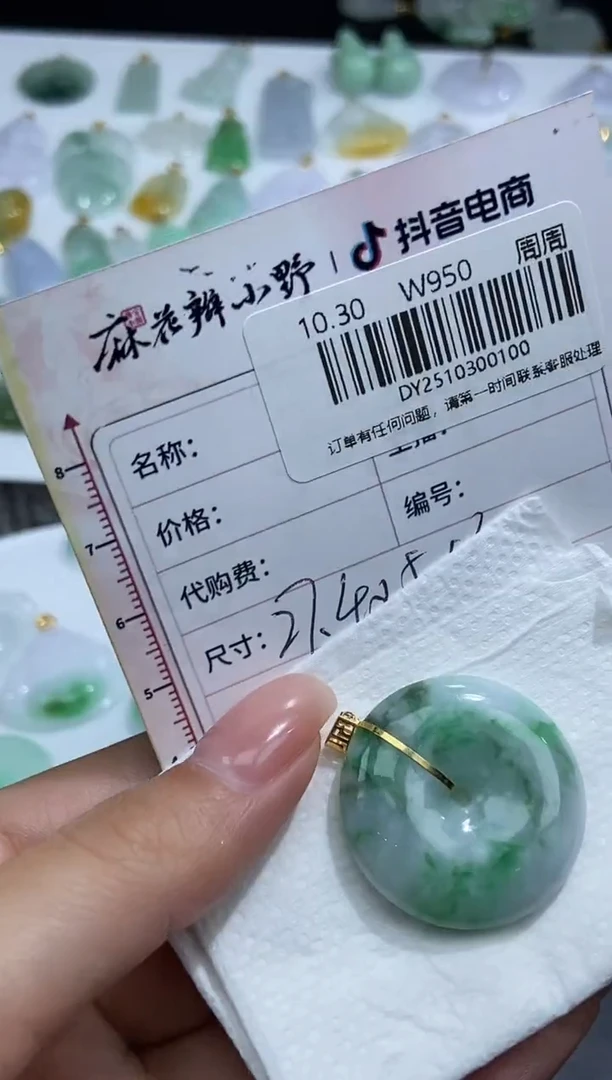 麻花辫小野 | 抖音电商
10.30 W950 周周
DY2510300100
订单有任何问题，请第一时间联系客服处理
名称：
价格：
编号：
代购费：
尺寸：27.4
8
7
6
5